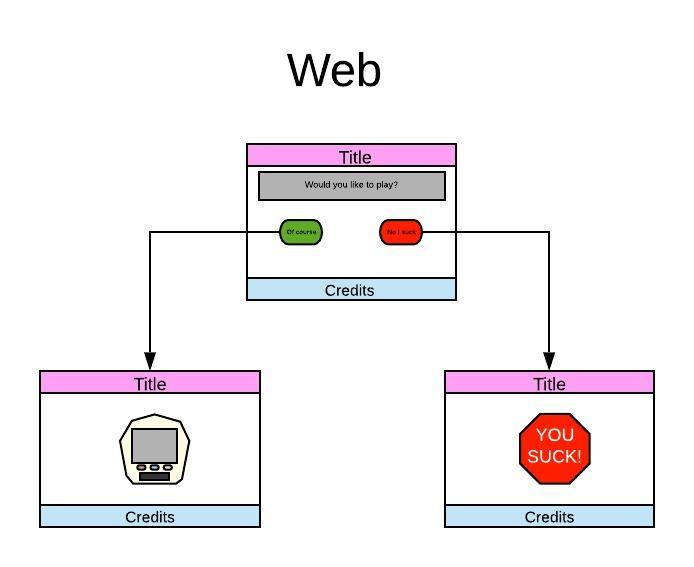 Web
Title
Would you like to play?
Of course
No I suck
Credits
Title
Title
YOU
SUCK!
Credits
Credits